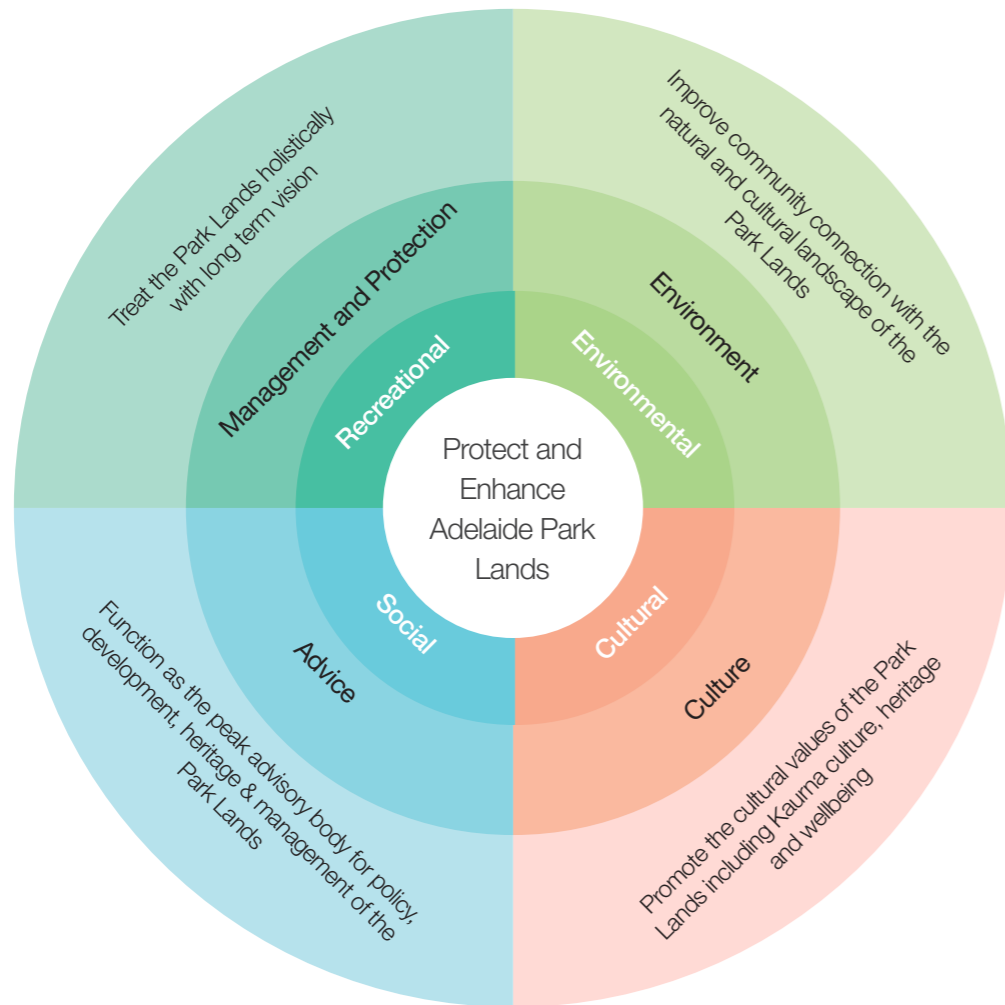 Treat the Park Lands holistically
with long term vision
Management and Protection
Recreational
Improve community connection with the
natural and cultural landscape of the
Park Lands
Environment
Environmental
Protect and
Enhance
Adelaide Park
Lands
Social
Advice
Function as the peak advisory body for policy,
development, heritage & management of the
Park Lands
Cultural
Culture
Promote the cultural values of the Park
Lands including Kaurna culture, heritage
and wellbeing